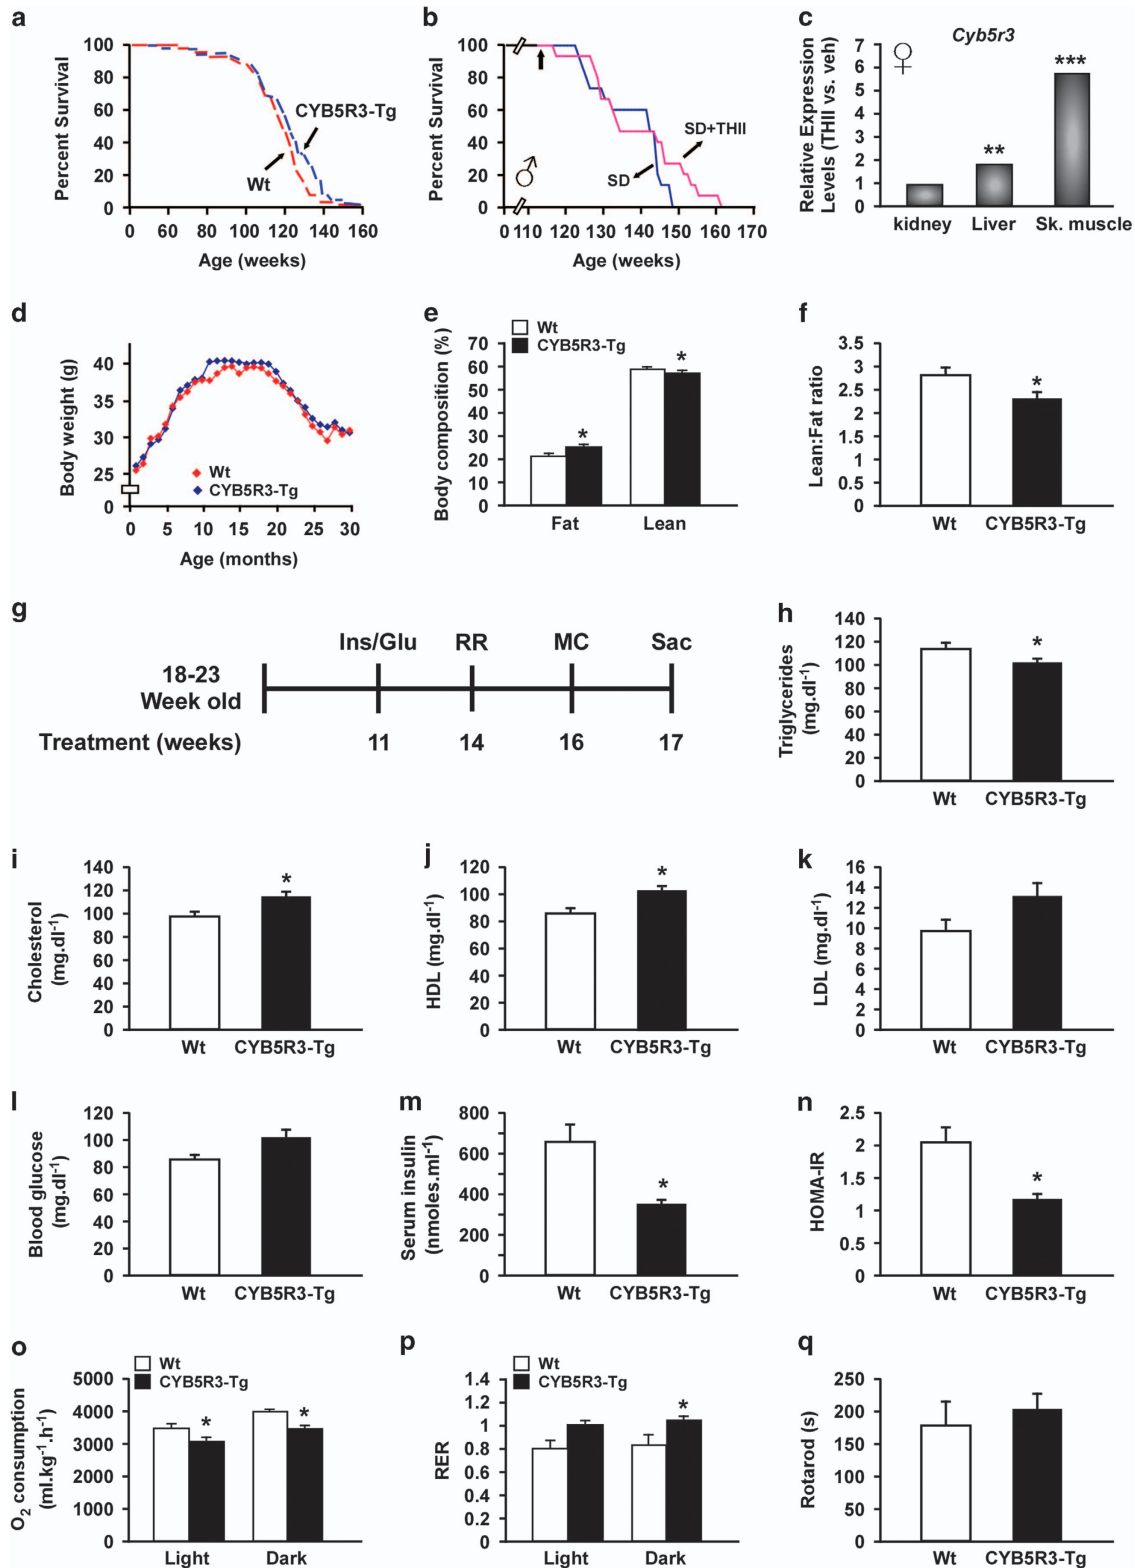 a
Percent Survival
100
80
60
40
20
0
0 20 40 60 80 100 120 140 160
Age (weeks)
CYB5R3-Tg
Wt
b
Percent Survival
100
80
60
40
20
0
0 110 120 130 140 150 160 170
Age (weeks)
♂
SD
SD+THII
c
Cyb5r3
♀
Relative Expression
Levels (THII vs. veh)
7
6
5
4
3
2
1
0
**
***
kidney Liver Sk. muscle
d
Body weight (g)
40
35
30
25
0
0 5 10 15 20 25 30
Age (months)
Wt
CYB5R3-Tg
e
Wt
CYB5R3-Tg
Body composition (%)
70
60
50
40
30
20
10
0
*
*
Fat Lean
f
Lean:Fat ratio
3.5
3
2.5
2
1.5
1
0.5
0
*
Wt CYB5R3-Tg
g
Ins/Glu RR MC Sac
18-23
Week old
Treatment (weeks) 11 14 16 17
h
Triglycerides
(mg.dl-1)
140
120
100
80
60
40
20
0
*
Wt CYB5R3-Tg
i
Cholesterol
(mg.dl-1)
140
120
100
80
60
40
20
0
*
Wt CYB5R3-Tg
j
HDL (mg.dl-1)
120
100
80
60
40
20
0
*
Wt CYB5R3-Tg
k
LDL (mg.dl-1)
16
14
12
10
8
6
4
2
0
Wt CYB5R3-Tg
l
Blood glucose
(mg.dl-1)
120
100
80
60
40
20
0
Wt CYB5R3-Tg
m
Serum insulin
(nmoles.ml-1)
800
600
400
200
0
*
Wt CYB5R3-Tg
n
HOMA-IR
2.5
2
1.5
1
0.5
0
*
Wt CYB5R3-Tg
o
Wt
CYB5R3-Tg
O2 consumption
(ml.kg-1.h-1)
5000
4000
3000
2000
1000
0
*
*
Light Dark
p
Wt
CYB5R3-Tg
RER
1.4
1.2
1
0.8
0.6
0.4
0.2
0
*
Light Dark
q
Rotarod (s)
250
200
150
100
50
0
Wt CYB5R3-Tg